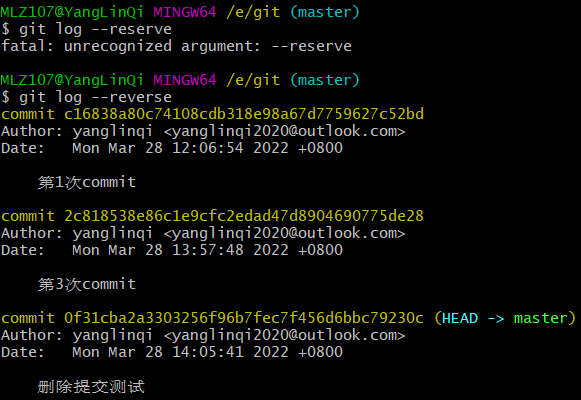 MLZ107@YangLinQi MINGW64 /e/git (master)
$ git log --reserve
fatal: unrecognized argument: --reserve
MLZ107@YangLinQi MINGW64 /e/git (master)
$ git log --reverse
commit c16838a80c74108cdb318e98a67d7759627c52bd
Author: yanglinqi <yanglinqi2020@outlook.com>
Date:   Mon Mar 28 12:06:54 2022 +0800
第1次commit
commit 2c818538e86c1e9cfc2edad47d8904690775de28
Author: yanglinqi <yanglinqi2020@outlook.com>
Date:   Mon Mar 28 13:57:48 2022 +0800
第3次commit
commit 0f31cba2a3303256f96b7fec7f456d6bbc79230c (HEAD -> master)
Author: yanglinqi <yanglinqi2020@outlook.com>
Date:   Mon Mar 28 14:05:41 2022 +0800
删除提交测试